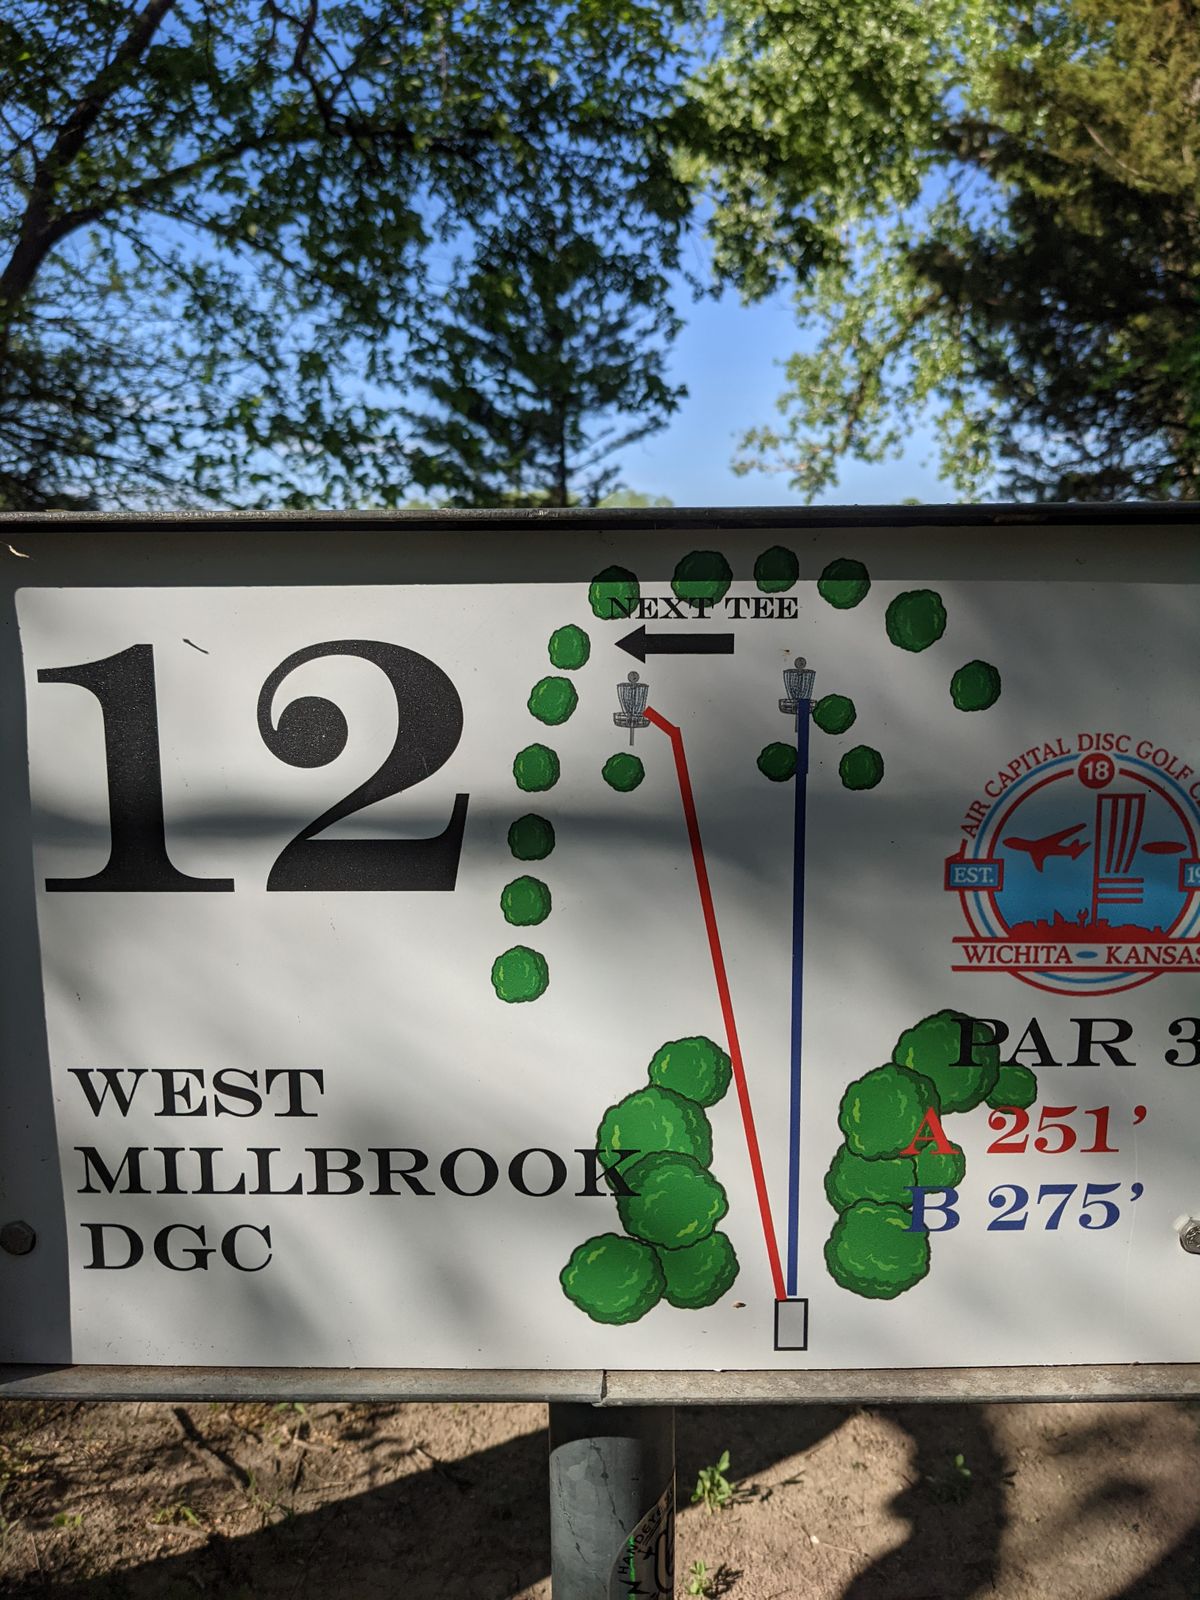 NEXT TEE
12
AIR CAPITAL DISC GOLF
18
EST.
WICHITA - KANSAS
PAR 3
WEST
MILLBROOK
DGC
A 251’
B 275’